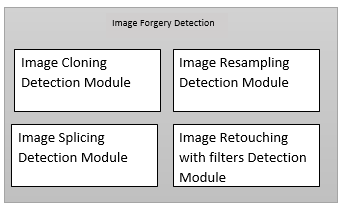 Image Forgery Detection
Image Cloning
Detection Module
Image Resampling
Detection Module
Image Splicing
Detection Module
Image Retouching
with filters Detection
Module